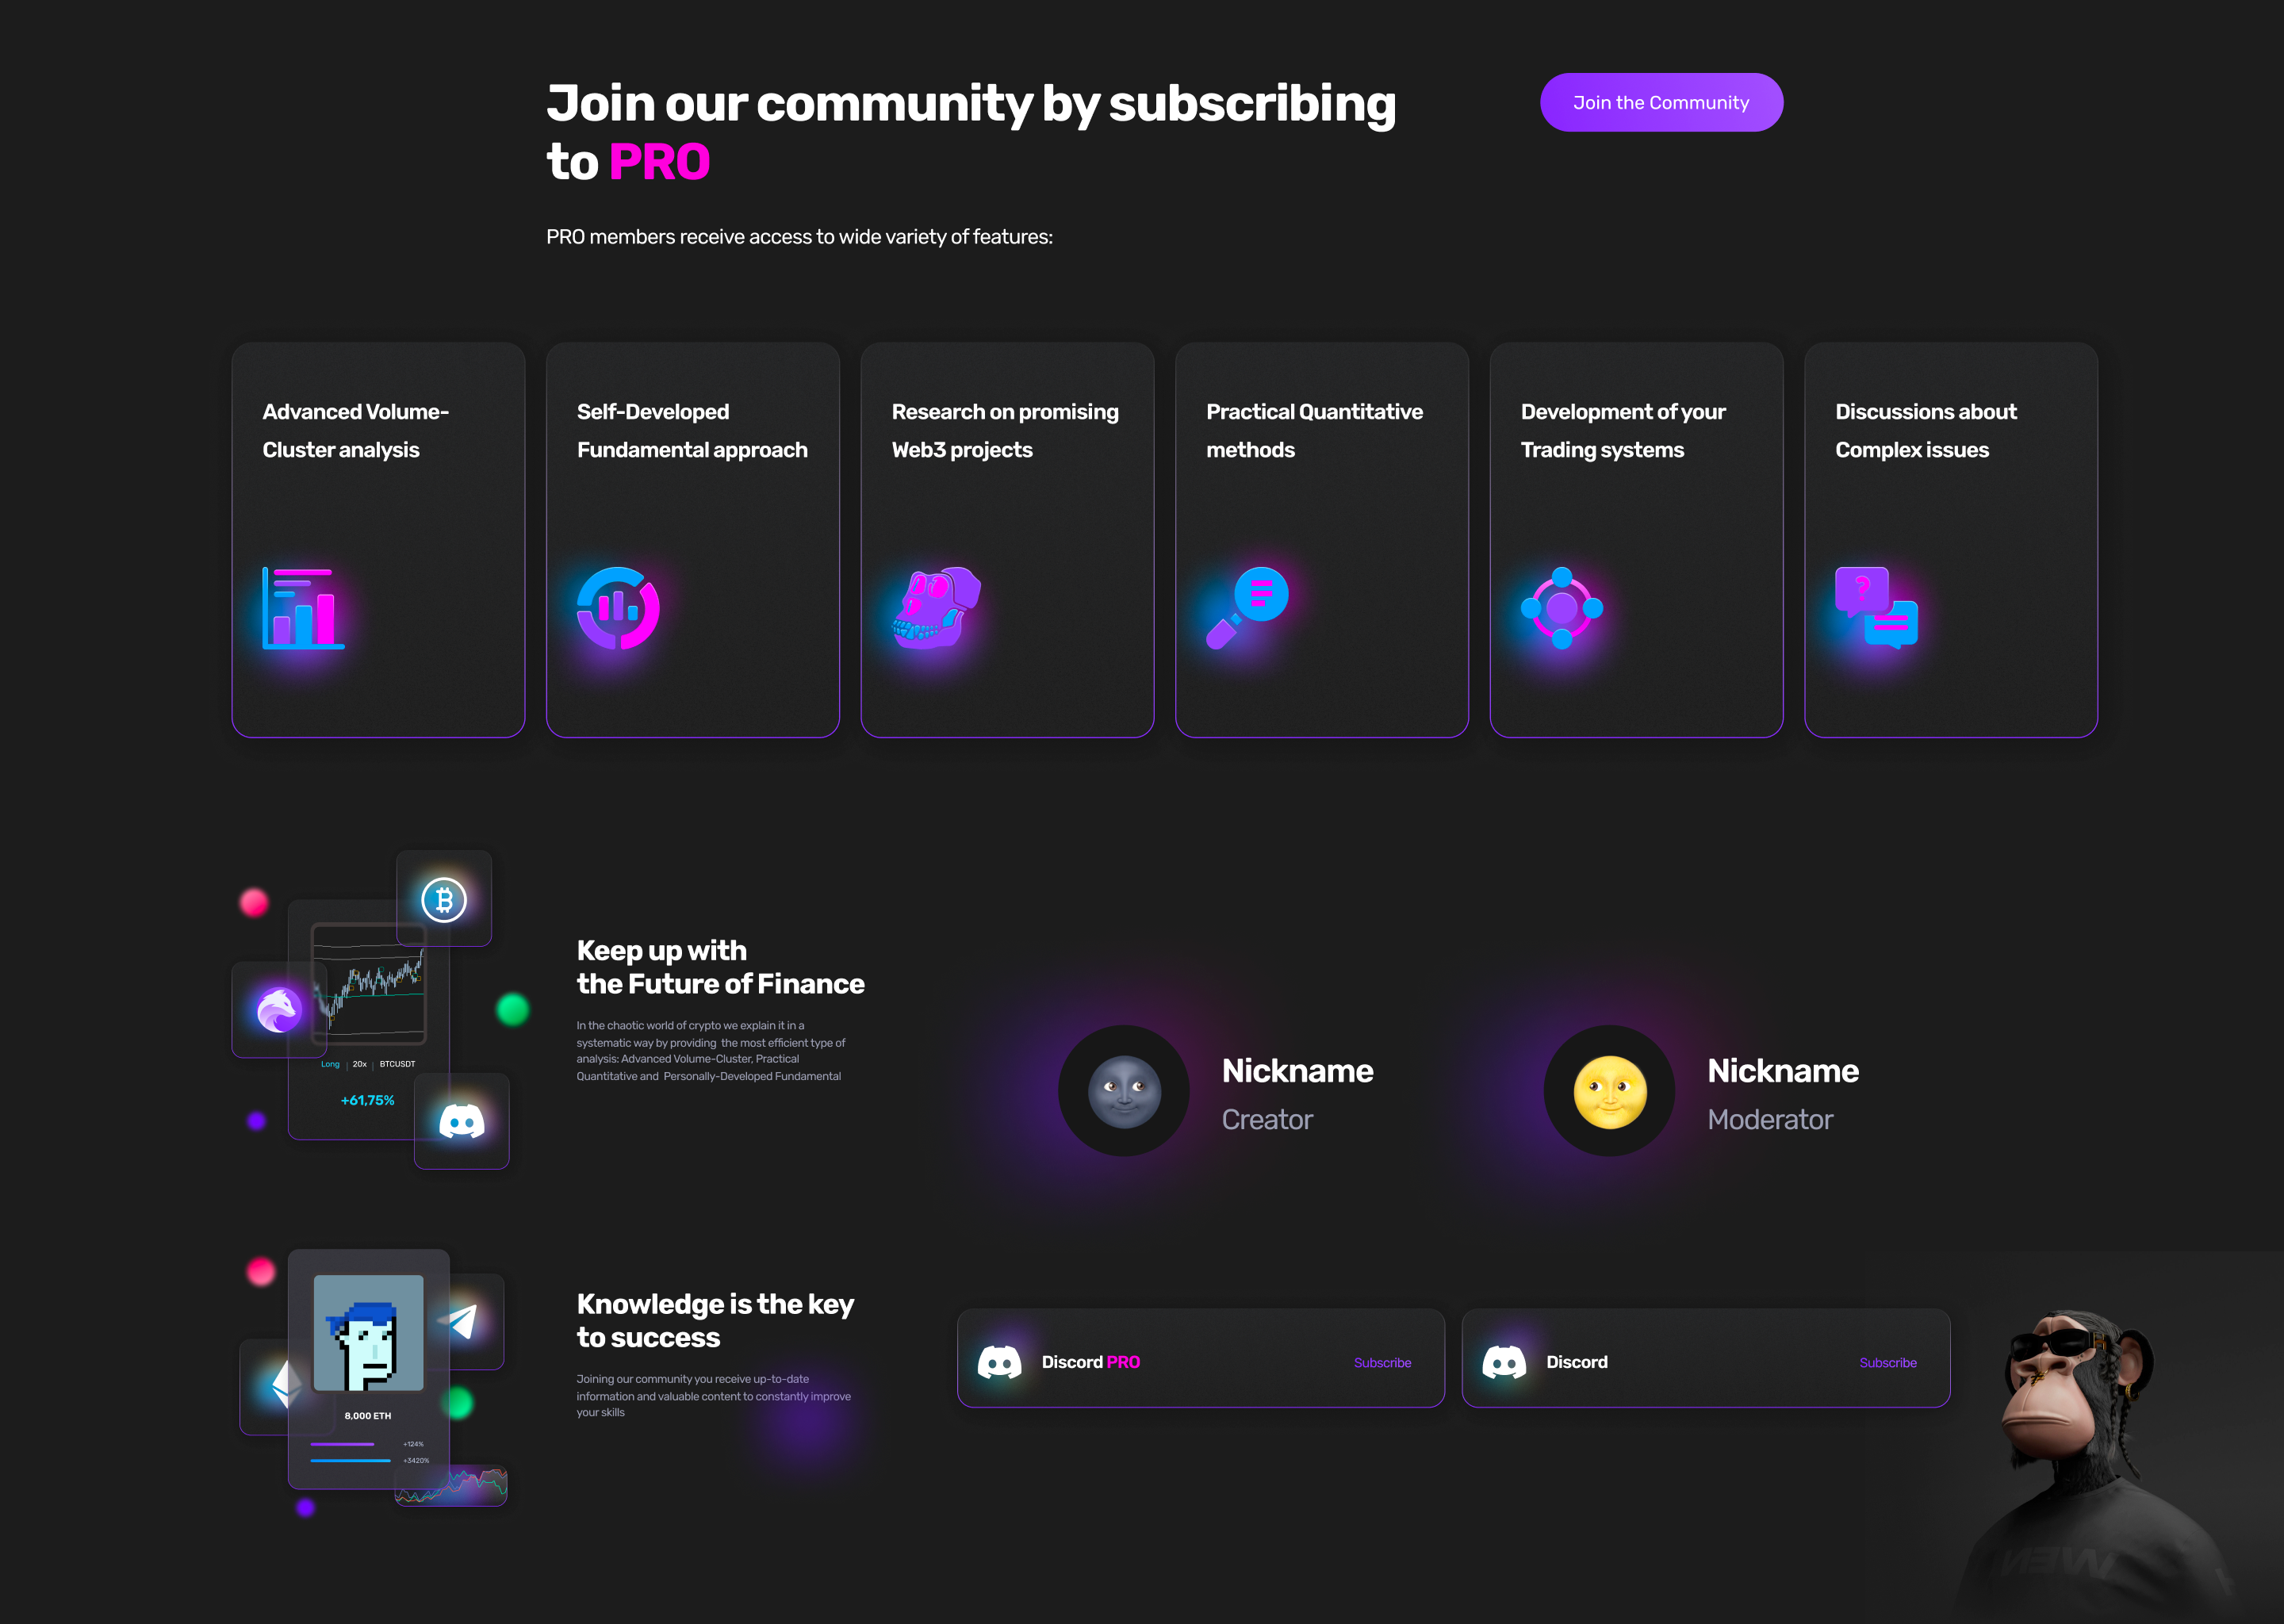 Join our community by subscribing
to PRO
Join the Community
PRO members receive access to wide variety of features:
Advanced Volume-
Cluster analysis
Self-Developed
Fundamental approach
Research on promising
Web3 projects
Practical Quantitative
methods
Development of your
Trading systems
Discussions about
Complex issues
Long | 20x | BTCUSDT
+61,75%
Keep up with
the Future of Finance
In the chaotic world of crypto we explain it in a
systematic way by providing the most efficient type of
analysis: Advanced Volume-Cluster, Practical
Quantitative and Personally-Developed Fundamental
Nickname
Creator
Nickname
Moderator
8,000 ETH
+124%
+3420%
Knowledge is the key
to success
Joining our community you receive up-to-date
information and valuable content to constantly improve
your skills
Discord PRO
Subscribe
Discord
Subscribe